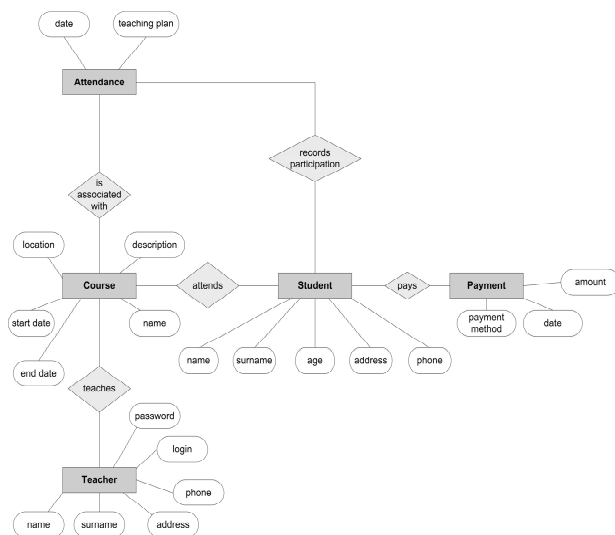 date
teaching plan
Attendance
records
participation
is
associated
with
location
description
Course
attends
Student
pays
Payment
amount
start date
name
payment
method
date
end date
name
surname
age
address
phone
teaches
password
login
Teacher
phone
name
surname
address